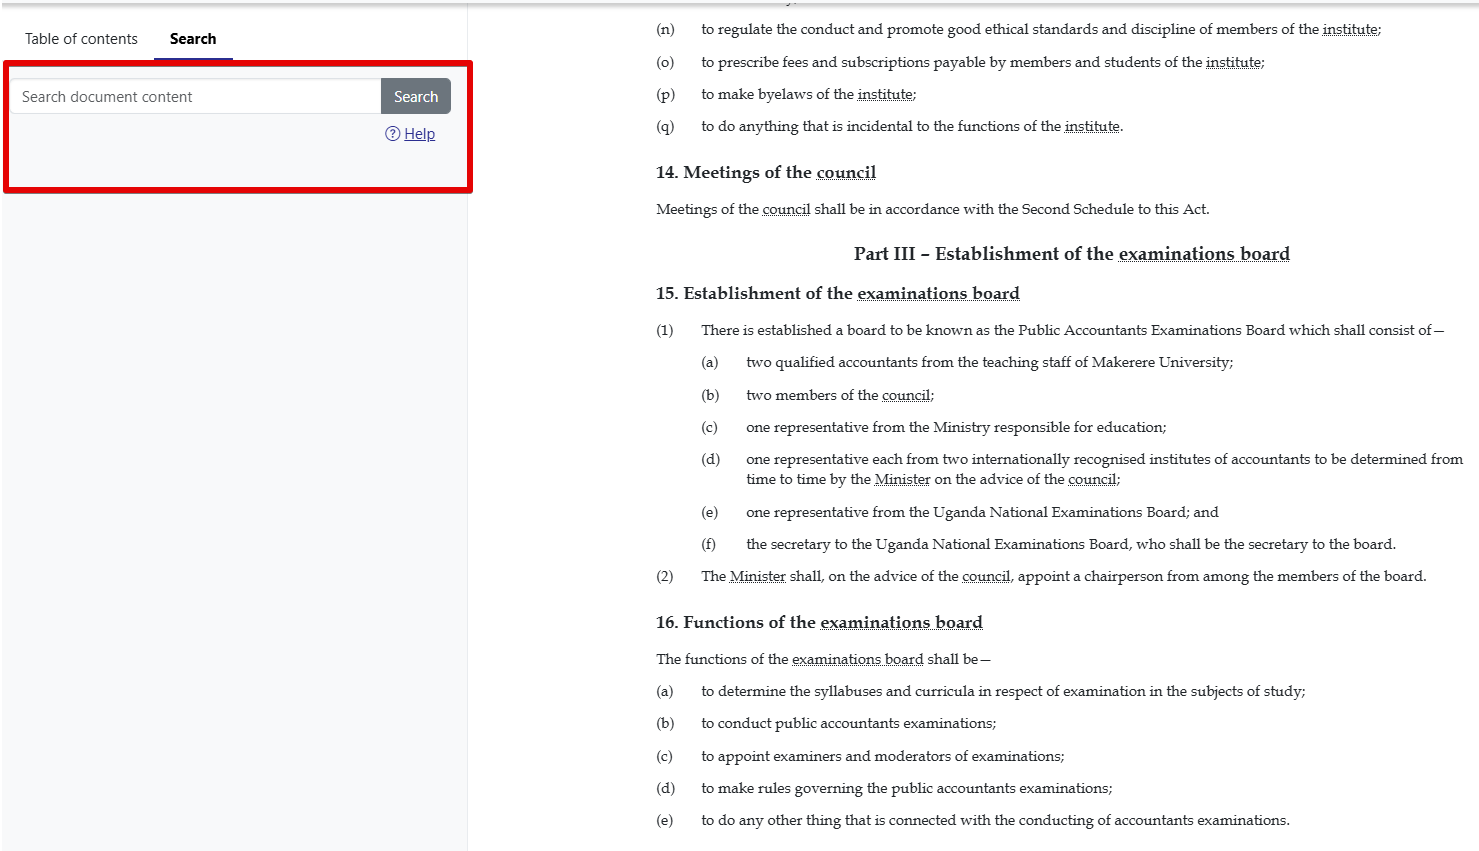 Table of contents
Search
Search document content
Search
Help
(n) to regulate the conduct and promote good ethical standards and discipline of members of the institute;
(o) to prescribe fees and subscriptions payable by members and students of the institute;
(p) to make byelaws of the institute;
(q) to do anything that is incidental to the functions of the institute.
14. Meetings of the council
Meetings of the council shall be in accordance with the Second Schedule to this Act.
Part III – Establishment of the examinations board
15. Establishment of the examinations board
(1) There is established a board to be known as the Public Accountants Examinations Board which shall consist of—
(a) two qualified accountants from the teaching staff of Makerere University;
(b) two members of the council;
(c) one representative from the Ministry responsible for education;
(d) one representative each from two internationally recognised institutes of accountants to be determined from
time to time by the Minister on the advice of the council;
(e) one representative from the Uganda National Examinations Board; and
(f) the secretary to the Uganda National Examinations Board, who shall be the secretary to the board.
(2) The Minister shall, on the advice of the council, appoint a chairperson from among the members of the board.
16. Functions of the examinations board
The functions of the examinations board shall be—
(a) to determine the syllabuses and curricula in respect of examination in the subjects of study;
(b) to conduct public accountants examinations;
(c) to appoint examiners and moderators of examinations;
(d) to make rules governing the public accountants examinations;
(e) to do any other thing that is connected with the conducting of accountants examinations.